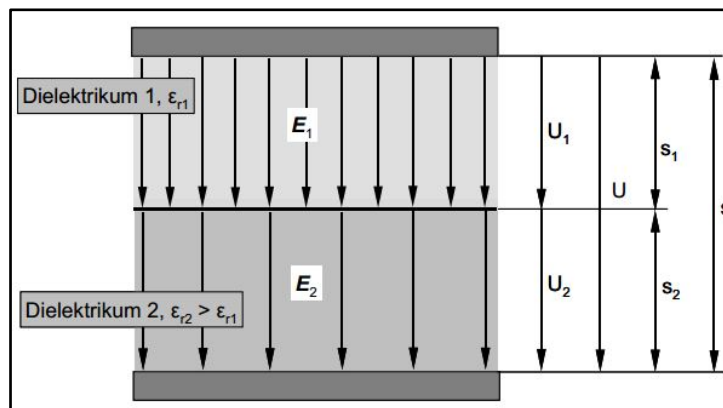 Dielektrikum 1, εr1
E1
U1
s1
U
s
Dielektrikum 2, εr2 > εr1
E2
U2
s2